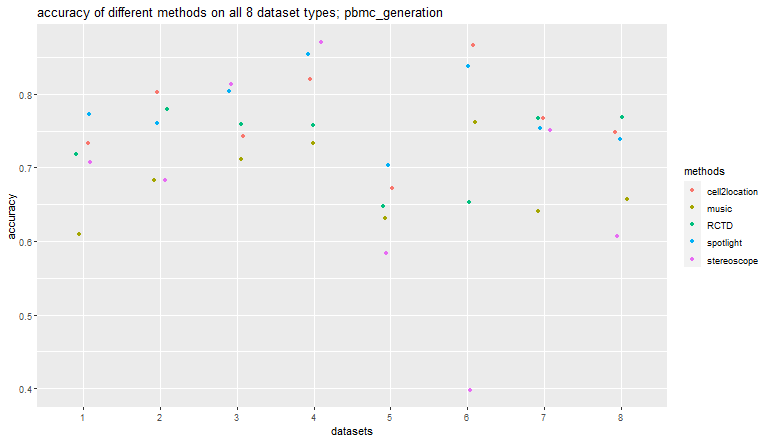 accuracy of different methods on all 8 dataset types; pbmc_generation
accuracy
0.8
0.7
0.6
0.5
0.4
1 2 3 4 5 6 7 8
datasets
methods
cell2location
music
RCTD
spotlight
stereoscope